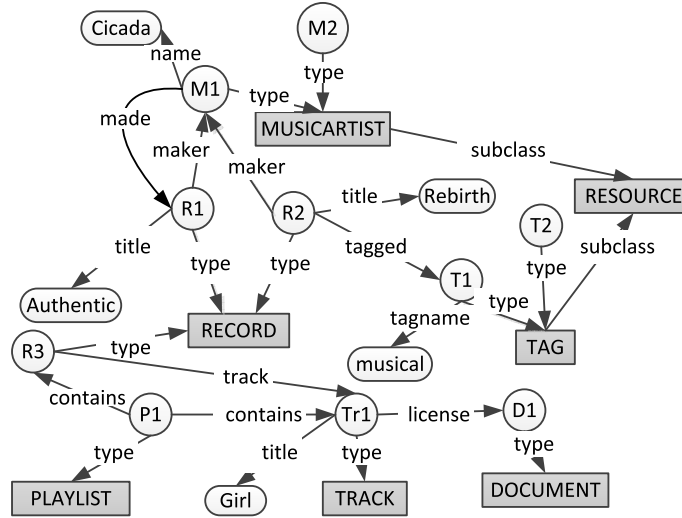 Cicada
M2
name
type
M1
type
made
MUSICARTIST
maker
subclass
maker
R1
R2
title
Rebirth
RESOURCE
T2
title
tagged
subclass
type
type
T1
type
type
Authentic
tagname
RECORD
TAG
R3
type
musical
track
contains
P1
contains
Tr1
license
D1
type
title
type
type
PLAYLIST
Girl
TRACK
DOCUMENT